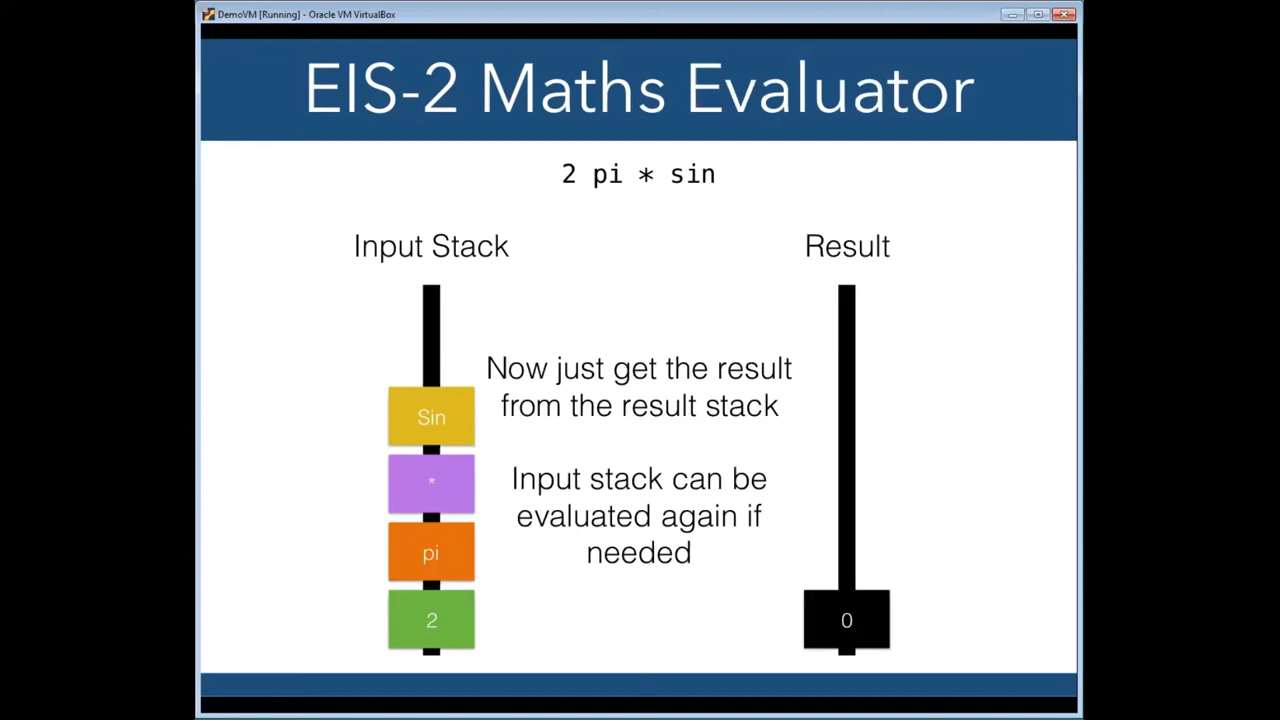 DemoVM [Running] - Oracle VM VirtualBox
EIS-2 Maths Evaluator
2 pi * sin
Input Stack
Result
Now just get the result
from the result stack
Sin
*
Input stack can be
evaluated again if
needed
pi
2
0